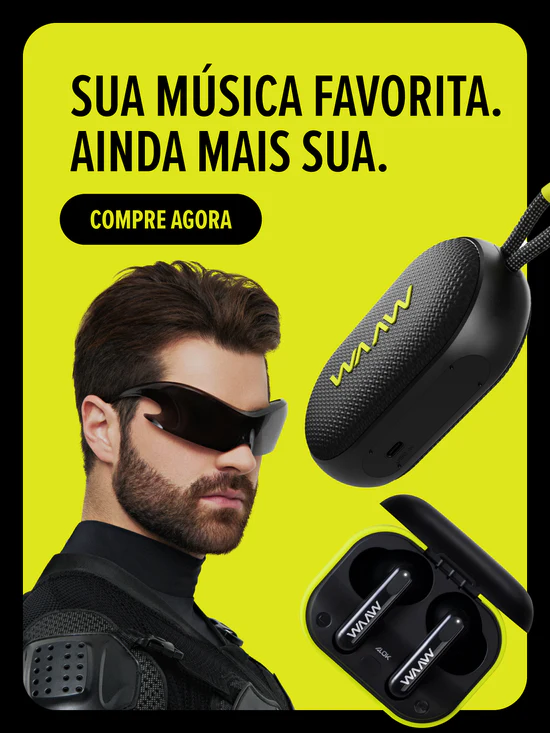 SUA MÚSICA FAVORITA.
AINDA MAIS SUA.
COMPRE AGORA
WAAW
WAAW
WAAW
ALOK